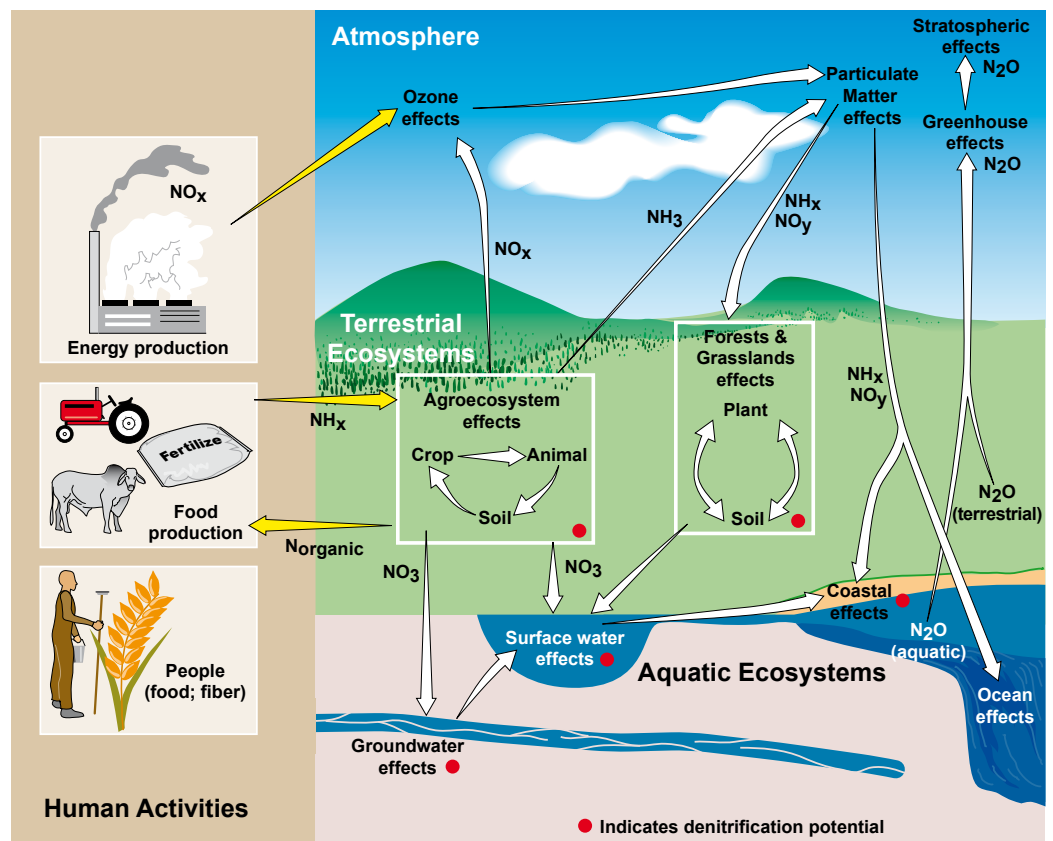 Atmosphere
Stratospheric
effects
N2O
Ozone
effects
Particulate
Matter
effects
Greenhouse
effects
N2O
NOx
NH3
NHx
NOy
NOx
Energy production
Terrestrial
Ecosystems
Forests &
Grasslands
effects
Plant
Soil
NHx
NOy
Fertilize
Food
production
NHx
Agroecosystem
effects
Crop
Animal
Soil
Norganic
N2O
(terrestrial)
NO3
NO3
People
(food; fiber)
Surface water
effects
Coastal
effects
N2O
(aquatic)
Aquatic Ecosystems
Ocean
effects
Groundwater
effects
Human Activities
Indicates denitrification potential